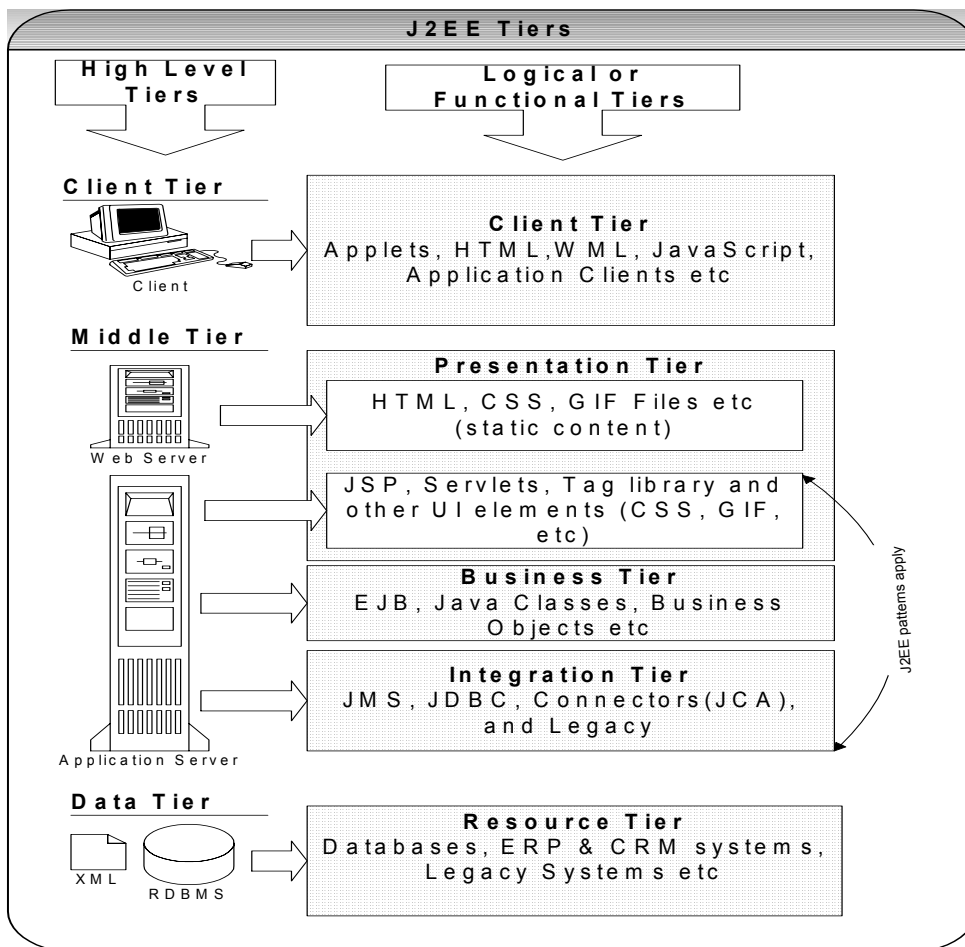 J2EE Tiers
High Level
Tiers
Logical or
Functional Tiers
Client Tier
Client
Client Tier
Applets, HTML,WML, JavaScript,
Application Clients etc
Middle Tier
Web Server
Presentation Tier
HTML, CSS, GIF Files etc
(static content)
JSP, Servlets, Tag library and
other UI elements (CSS, GIF,
etc)
Business Tier
EJB, Java Classes, Business
Objects etc
Integration Tier
JMS, JDBC, Connectors(JCA),
and Legacy
Application Server
J2EE patterns apply
Data Tier
XML
RDBMS
Resource Tier
Databases, ERP & CRM systems,
Legacy Systems etc